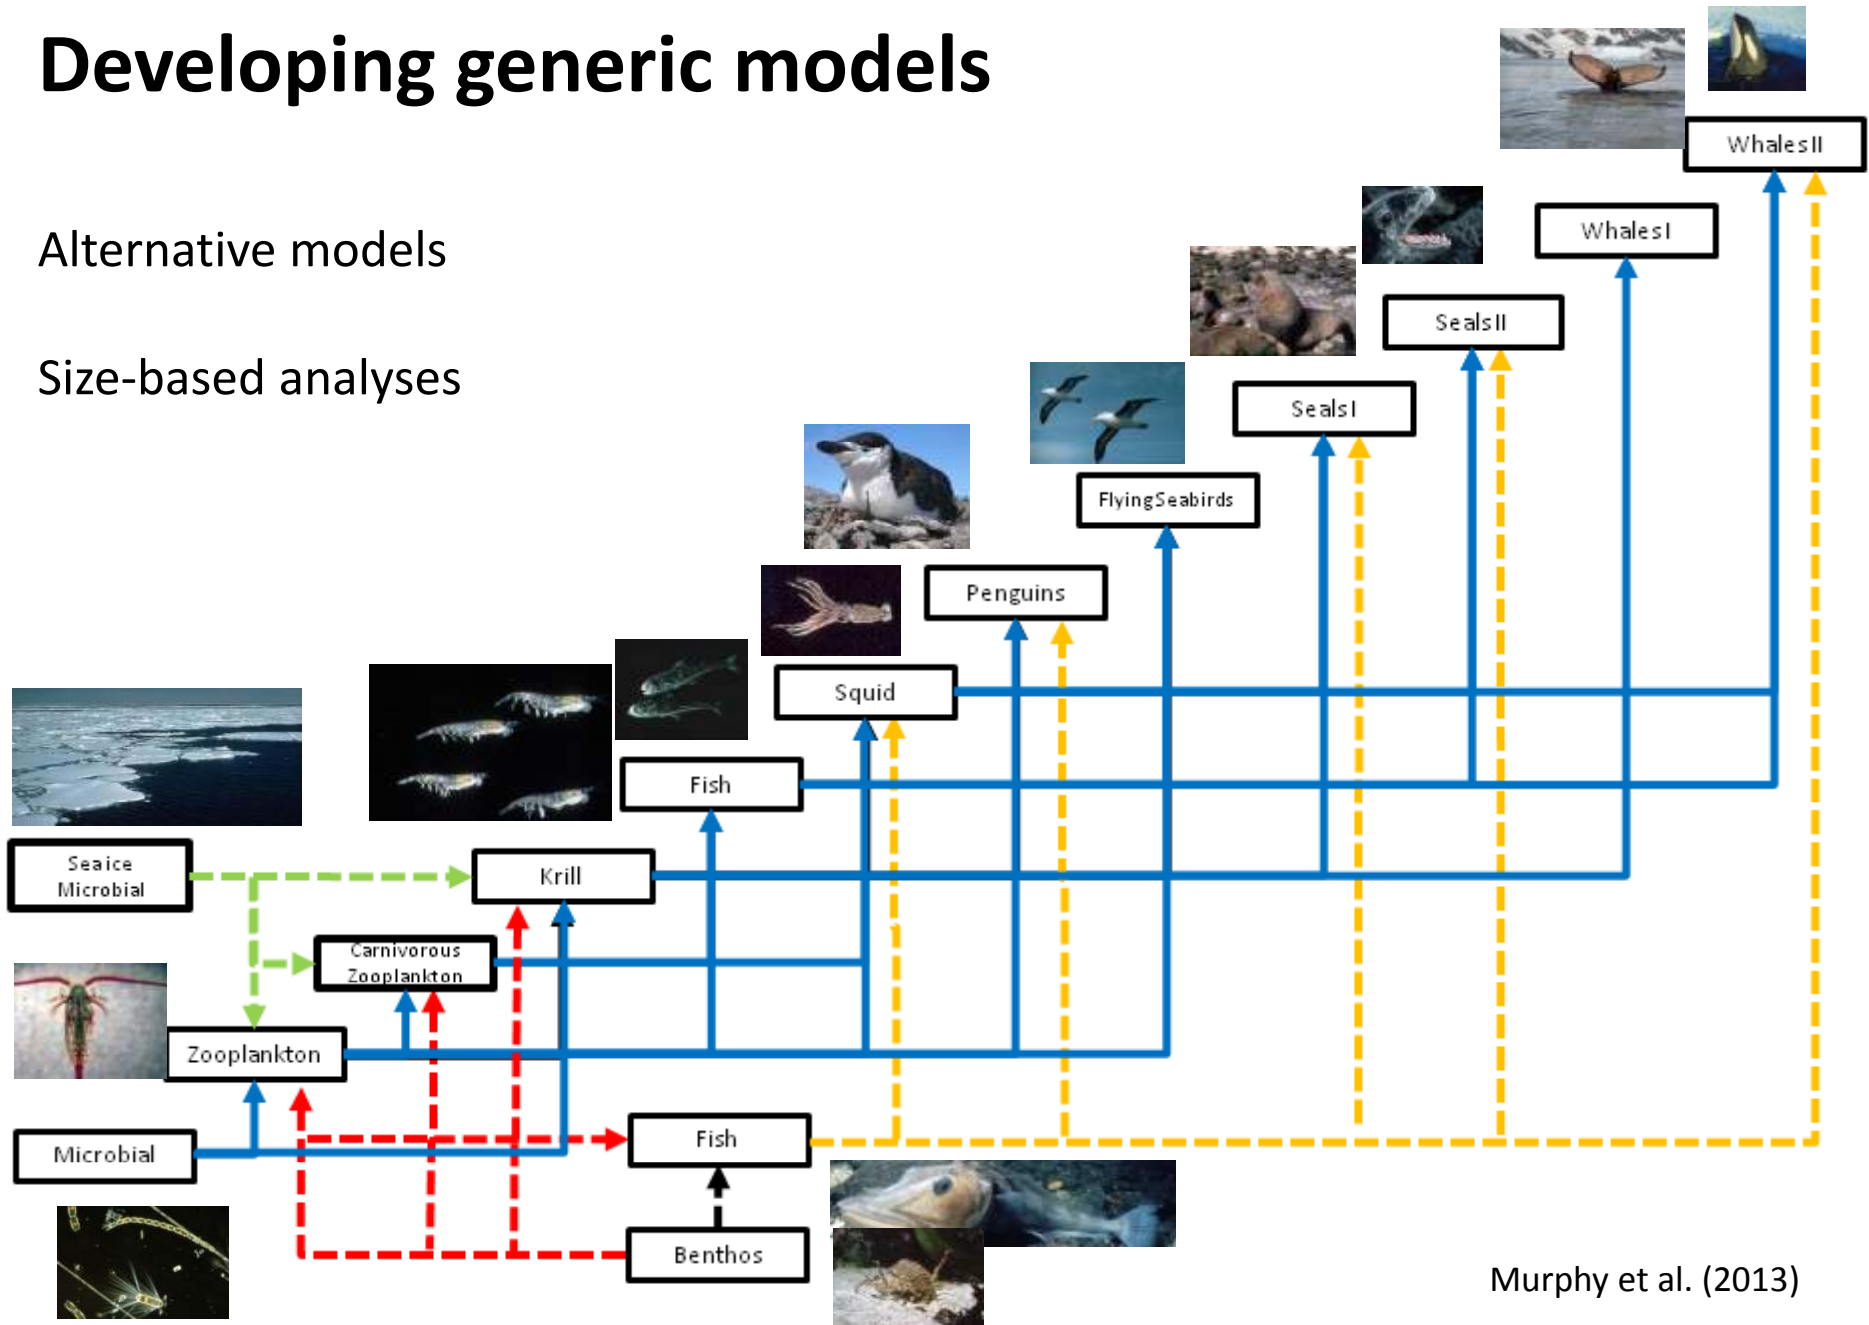 Developing generic models
Alternative models
Size-based analyses
Whales II
Whales I
Seals II
Seals I
Flying Seabirds
Penguins
Squid
Fish
Sea ice
Microbial
Krill
Carnivorous
Zooplankton
Zooplankton
Microbial
Fish
Benthos
Murphy et al. (2013)